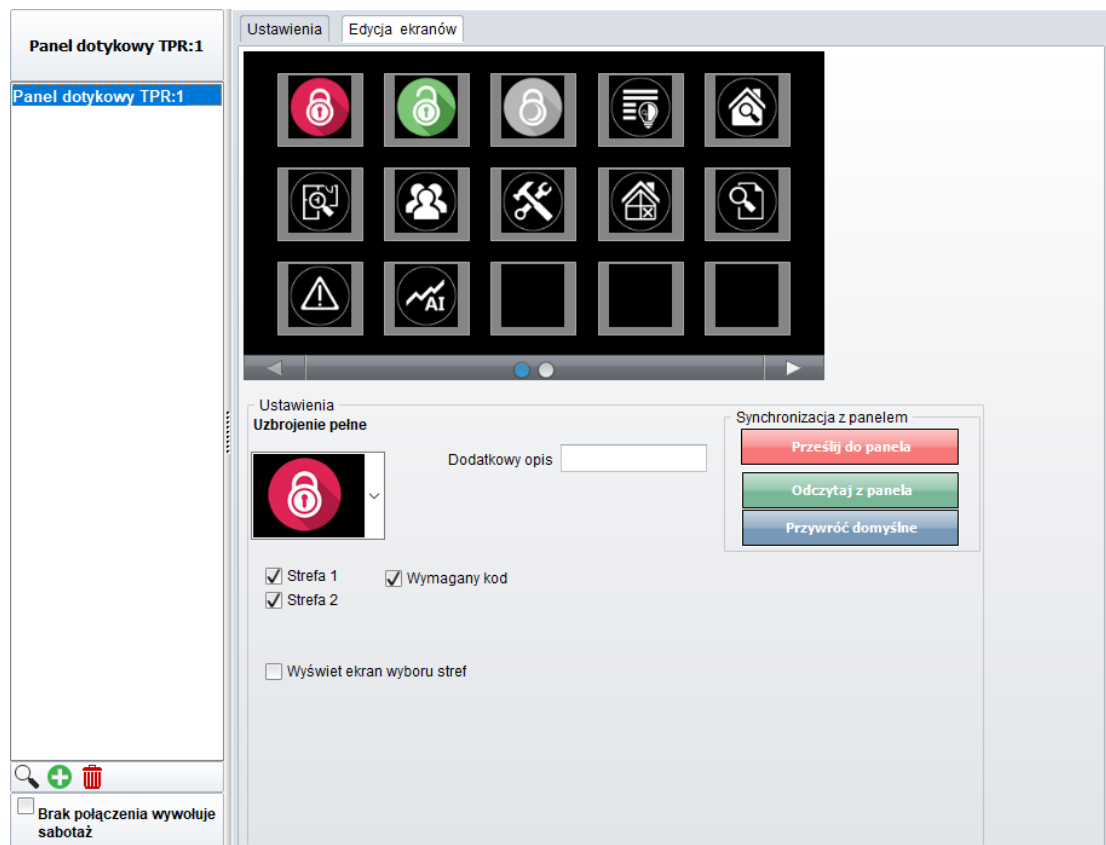 Panel dotykowy TPR:1
Panel dotykowy TPR:1
Brak połączenia wywołuje
sabotaż
Ustawienia
Edycja ekranów
AI
Ustawienia
Uzbrojenie pełne
Dodatkowy opis
Synchronizacja z panelem
Prześlij do panela
Odczytaj z panela
Przywróć domyślne
Strefa 1
Wymagany kod
Strefa 2
Wyświet ekran wyboru stref